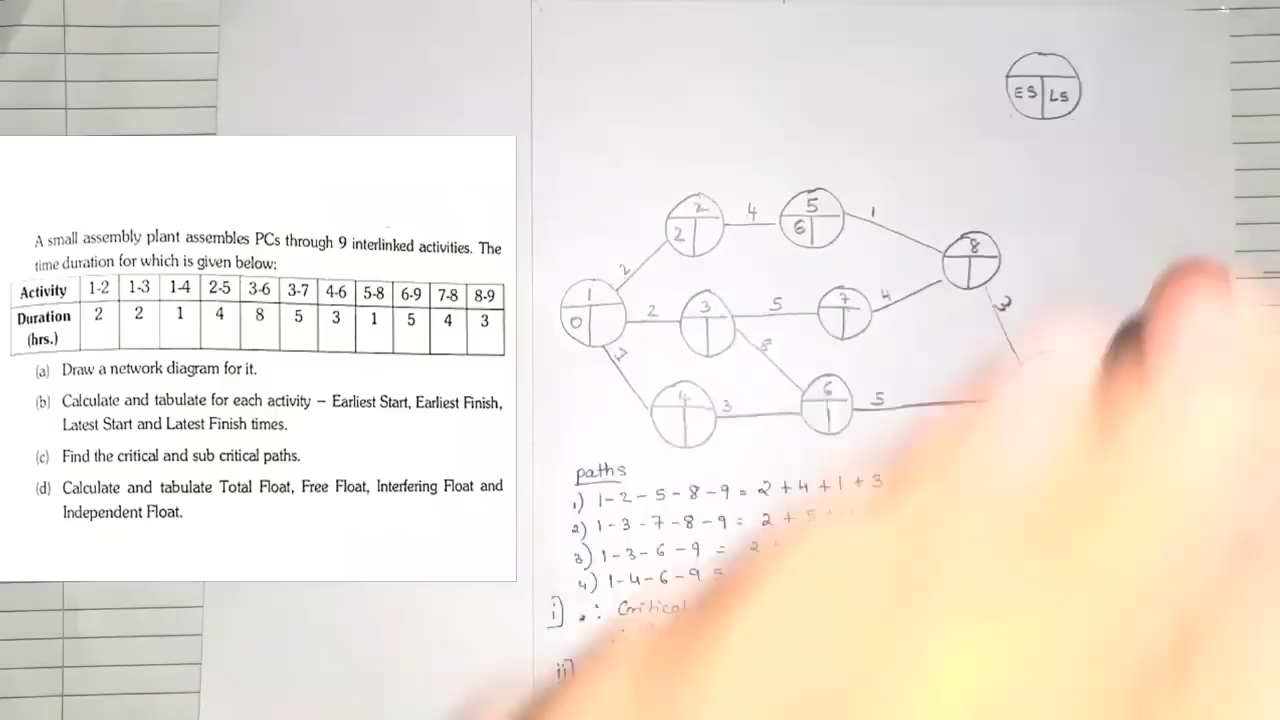 A small assembly plant assembles PCs through 9 interlinked activities. The
time duration for which is given below:
Activity 1-2 1-3 1-4 2-5 3-6 3-7 4-6 5-8 6-9 7-8 8-9
Duration (hrs.) 2 2 1 4 8 5 3 1 5 4 3
(a) Draw a network diagram for it.
(b) Calculate and tabulate for each activity – Earliest Start, Earliest Finish,
Latest Start and Latest Finish times.
(c) Find the critical and sub critical paths.
(d) Calculate and tabulate Total Float, Free Float, Interfering Float and
Independent Float.
ES LS
2 4 5 1
2 6
8
2
1 2 3 5 7 4
0
3
1 8
4 3 6 5
paths
1) 1-2-5-8-9 = 2+4+1+3
2) 1-3-7-8-9 = 2+5+
3) 1-3-6-9 = 2
4) 1-4-6-9 =
i] ∴ Critical
ii]